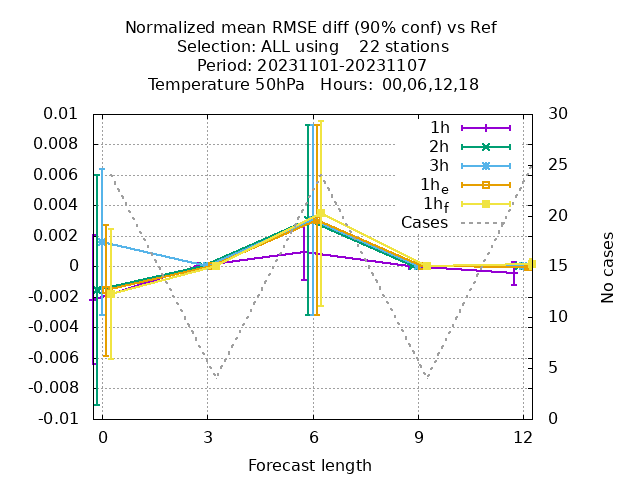 Normalized mean RMSE diff (90% conf) vs Ref
Selection: ALL using    22 stations
Period: 20231101-20231107
Temperature 50hPa   Hours:  00,06,12,18
0.01
0.008
0.006
0.004
0.002
0
-0.002
-0.004
-0.006
-0.008
-0.01
30
25
20
15
10
5
0
No cases
1h
2h
3h
1h_e
1h_f
Cases
0 3 6 9 12
Forecast length